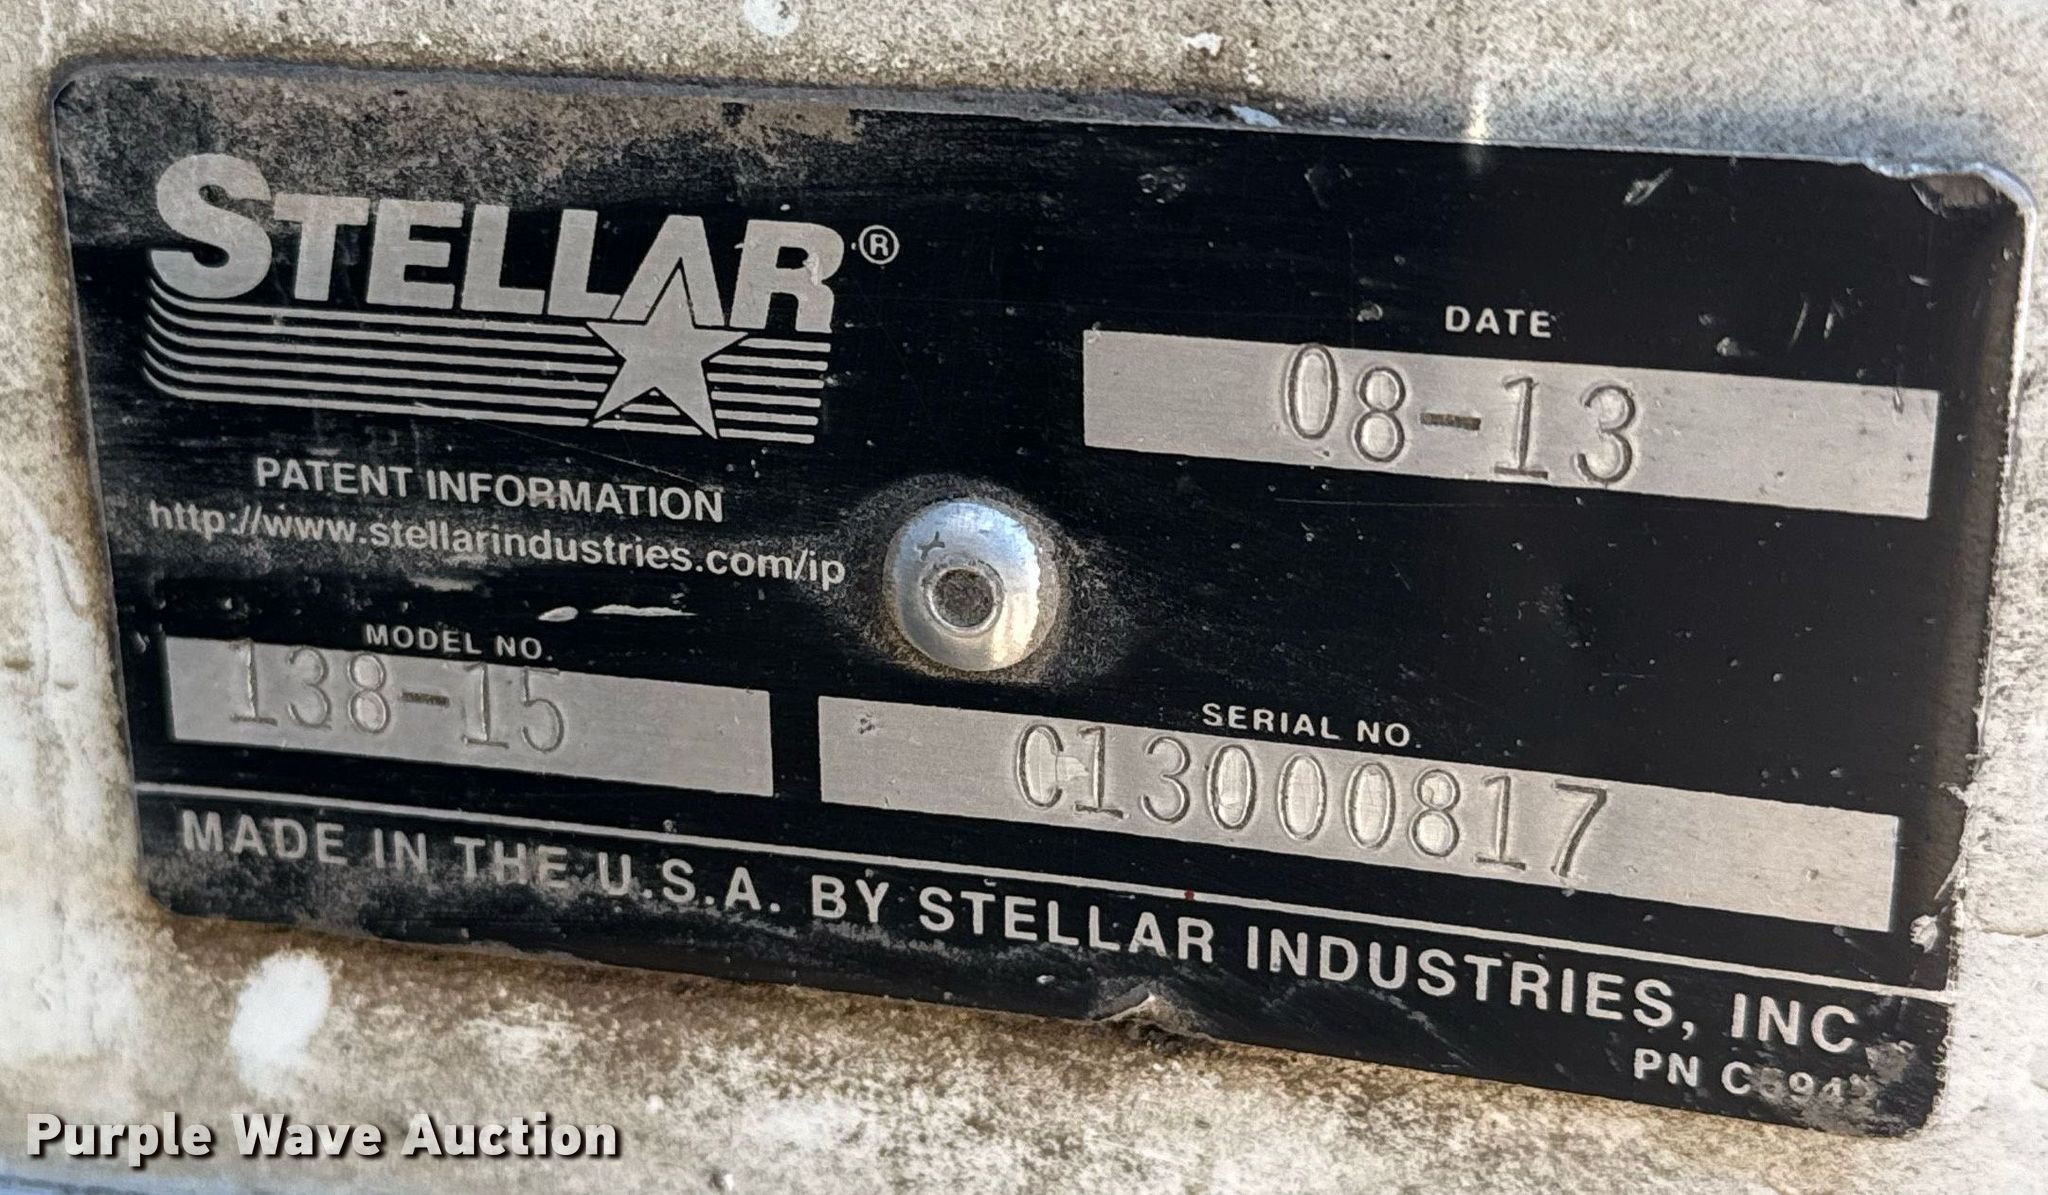 STELLAR®
PATENT INFORMATION
http://www.stellarindustries.com/ip
DATE
08-13
MODEL NO.
138-15
SERIAL NO.
C13000817
MADE IN THE U.S.A. BY STELLAR INDUSTRIES, INC
PN
Purple Wave Auction